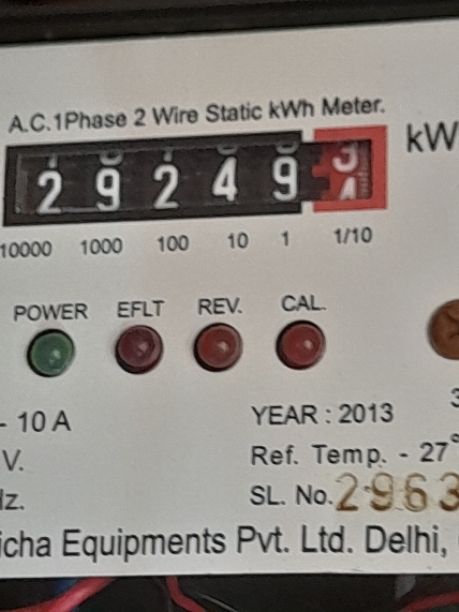 A.C.1Phase 2 Wire Static kWh Meter.
kW
2 9 2 4 9
10000 1000 100 10 1 1/10
POWER EFLT REV. CAL.
- 10 A
YEAR : 2013
V.
Ref. Temp. - 27°
Hz.
SL. No. 2963
icha Equipments Pvt. Ltd. Delhi,